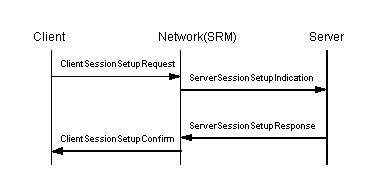 Client
Network(SRM)
Server
ClientSessionSetupRequest
ServerSessionSetupIndication
ServerSessionSetupResponse
ClientSessionSetupConfirm